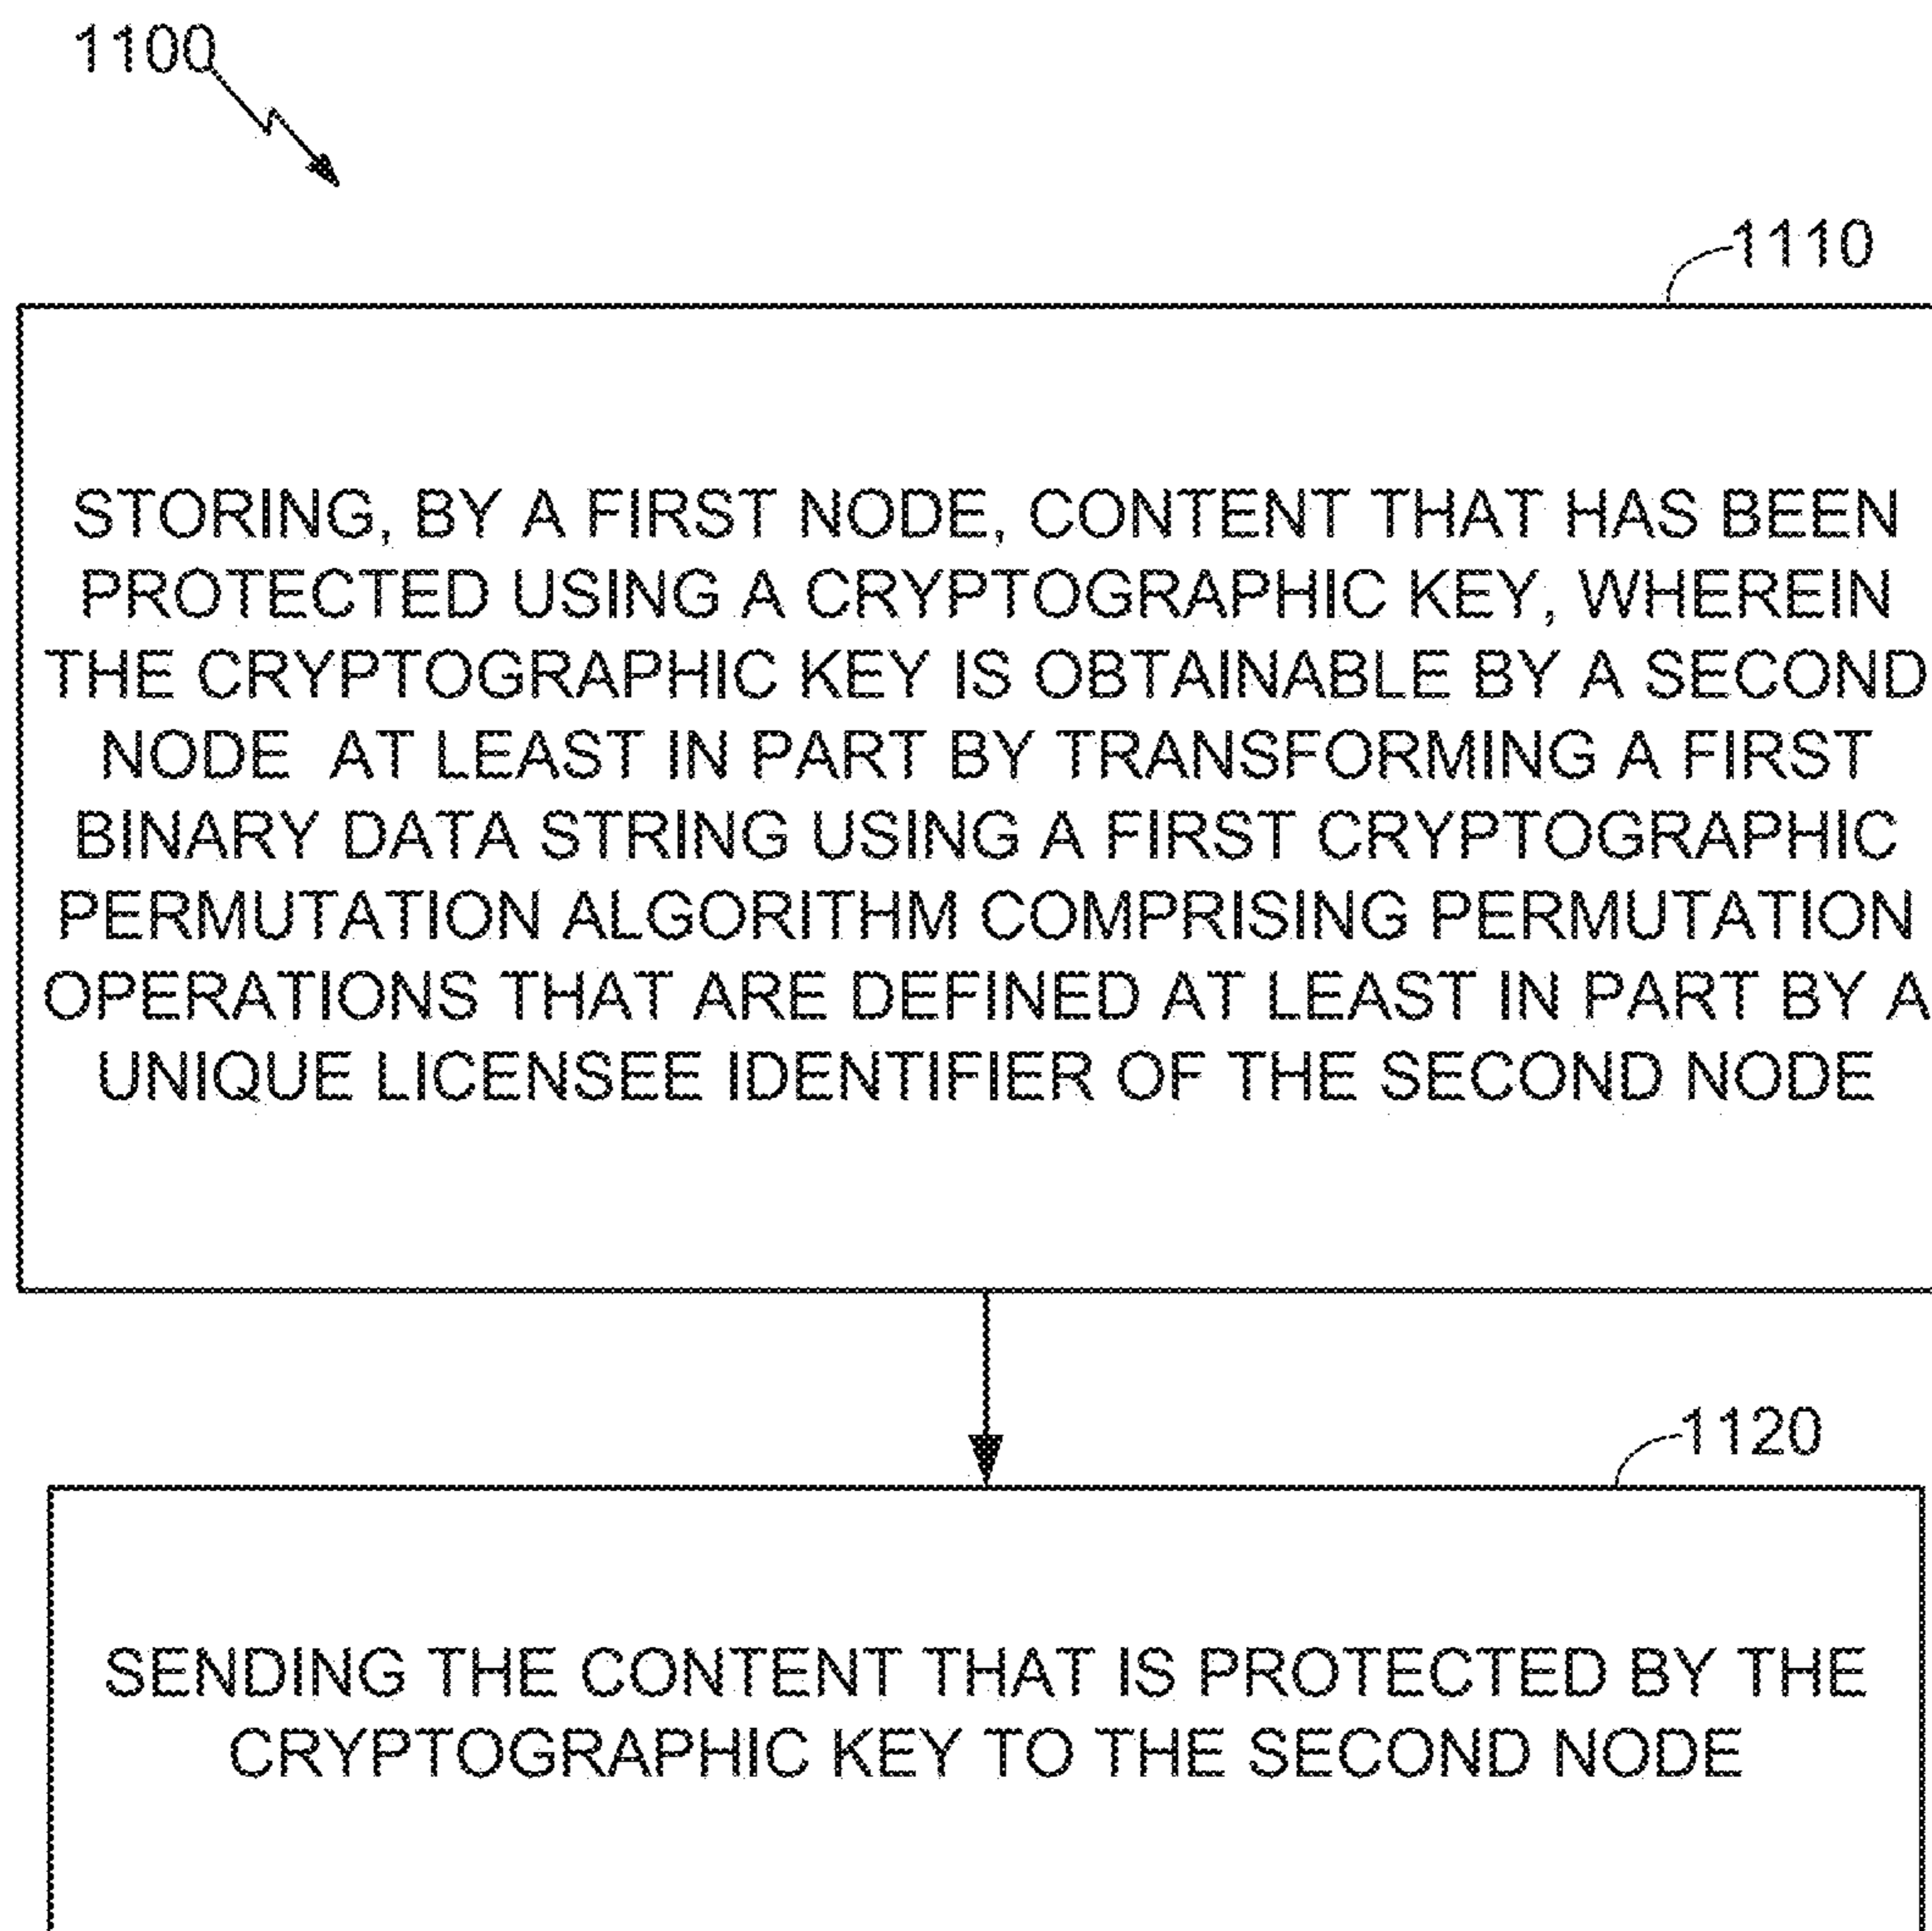 1100
1110
STORING, BY A FIRST NODE, CONTENT THAT HAS BEEN
PROTECTED USING A CRYPTOGRAPHIC KEY, WHEREIN
THE CRYPTOGRAPHIC KEY IS OBTAINABLE BY A SECOND
NODE AT LEAST IN PART BY TRANSFORMING A FIRST
BINARY DATA STRING USING A FIRST CRYPTOGRAPHIC
PERMUTATION ALGORITHM COMPRISING PERMUTATION
OPERATIONS THAT ARE DEFINED AT LEAST IN PART BY A
UNIQUE LICENSEE IDENTIFIER OF THE SECOND NODE
1120
SENDING THE CONTENT THAT IS PROTECTED BY THE
CRYPTOGRAPHIC KEY TO THE SECOND NODE